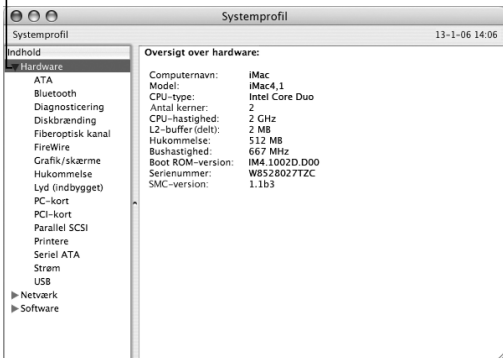 Systemprofil
Systemprofil 13-1-06 14:06
Indhold
Hardware
ATA
Bluetooth
Diagnosticering
Diskbrænding
Fiberoptisk kanal
FireWire
Grafik/skærme
Hukommelse
Lyd (indbygget)
PC-kort
PCI-kort
Parallel SCSI
Printere
Seriel ATA
Strøm
USB
Netværk
Software
Oversigt over hardware:
Computernavn: iMac
Model: iMac4,1
CPU-type: Intel Core Duo
Antal kerner: 2
CPU-hastighed: 2 GHz
L2-buffer (delt): 2 MB
Hukommelse: 512 MB
Bushastighed: 667 MHz
Boot ROM-version: IM4.1002D.D00
Serienummer: W8528027TZC
SMC-version: 1.1b3